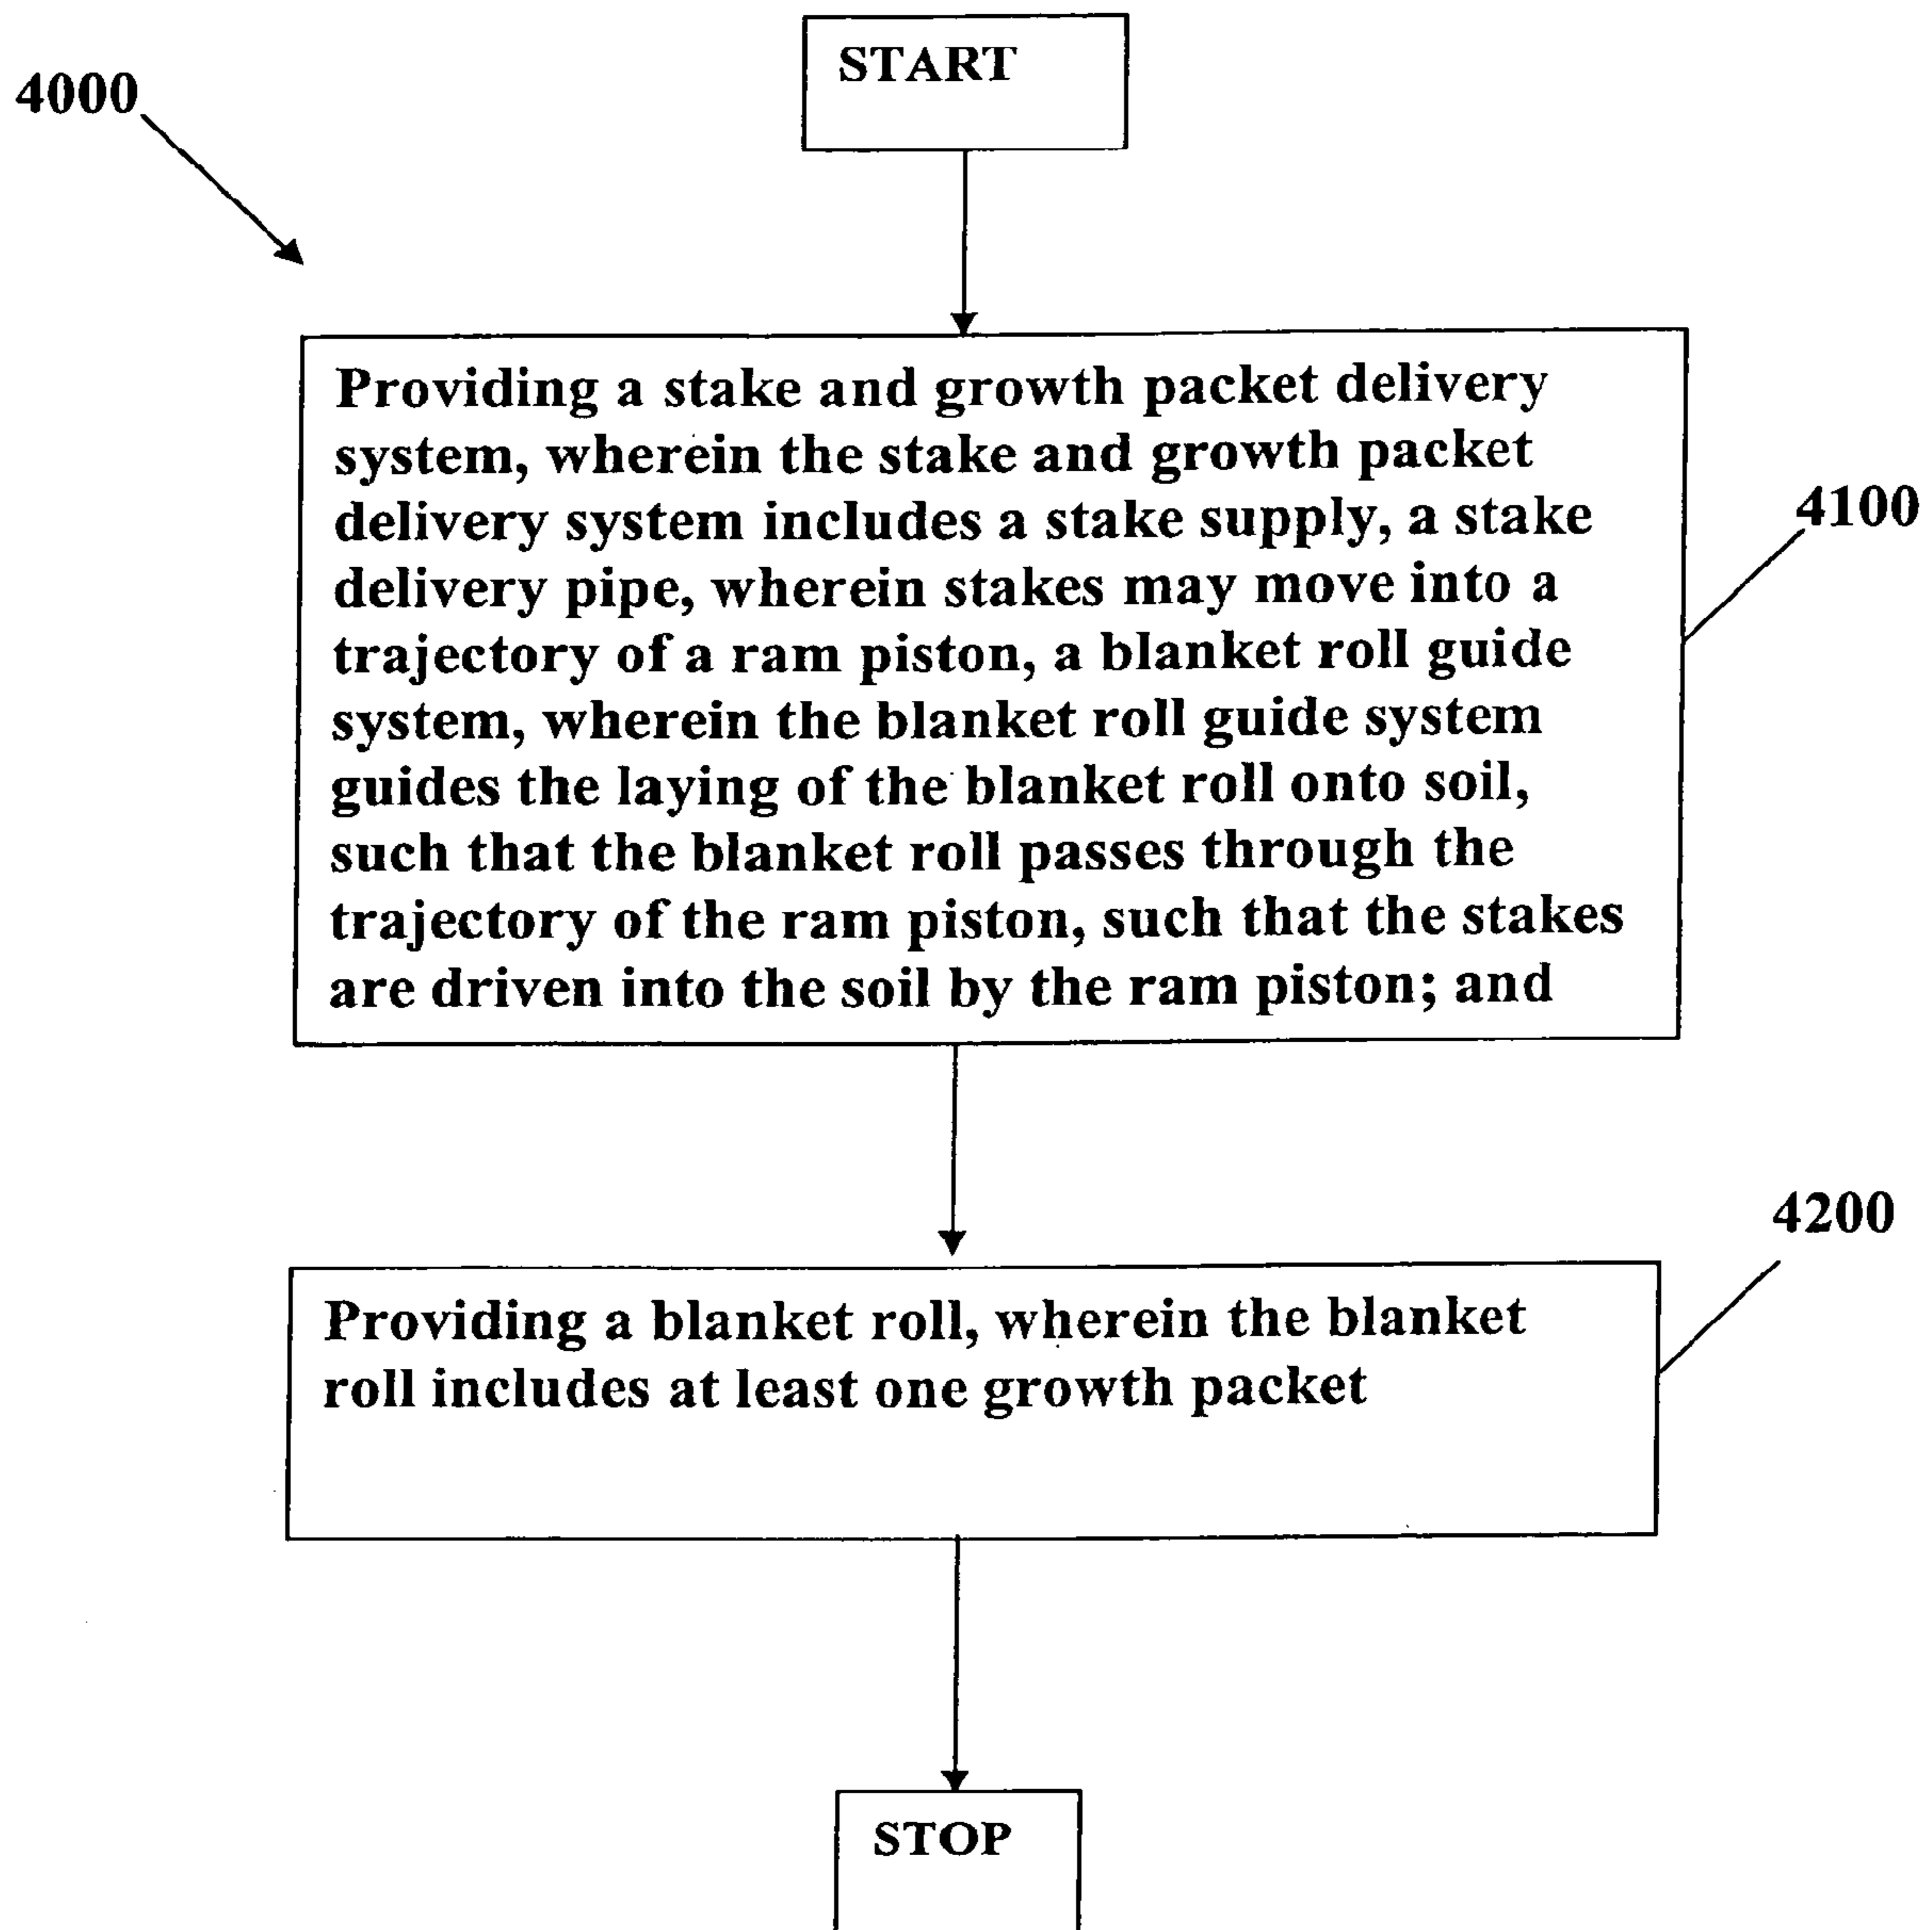 START
4000
Providing a stake and growth packet delivery
system, wherein the stake and growth packet
delivery system includes a stake supply, a stake
delivery pipe, wherein stakes may move into a
trajectory of a ram piston, a blanket roll guide
system, wherein the blanket roll guide system
guides the laying of the blanket roll onto soil,
such that the blanket roll passes through the
trajectory of the ram piston, such that the stakes
are driven into the soil by the ram piston; and
4100
4200
Providing a blanket roll, wherein the blanket
roll includes at least one growth packet
STOP